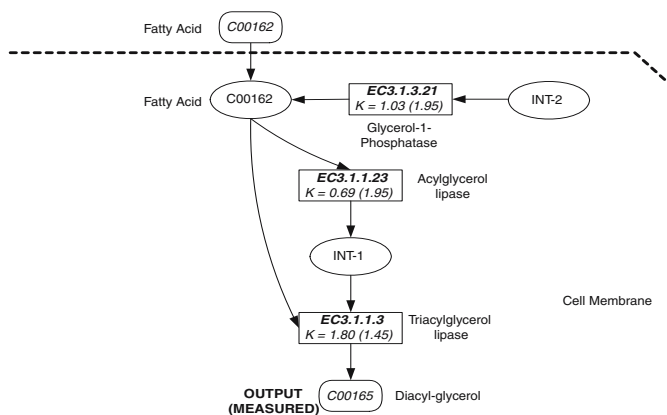 Fatty Acid
C00162
Fatty Acid
C00162
EC3.1.3.21
K = 1.03 (1.95)
INT-2
Glycerol-1-
Phosphatase
EC3.1.1.23
K = 0.69 (1.95)
Acylglycerol
lipase
INT-1
Cell Membrane
EC3.1.1.3
K = 1.80 (1.45)
Triacylglycerol
lipase
OUTPUT
(MEASURED)
C00165
Diacyl-glycerol